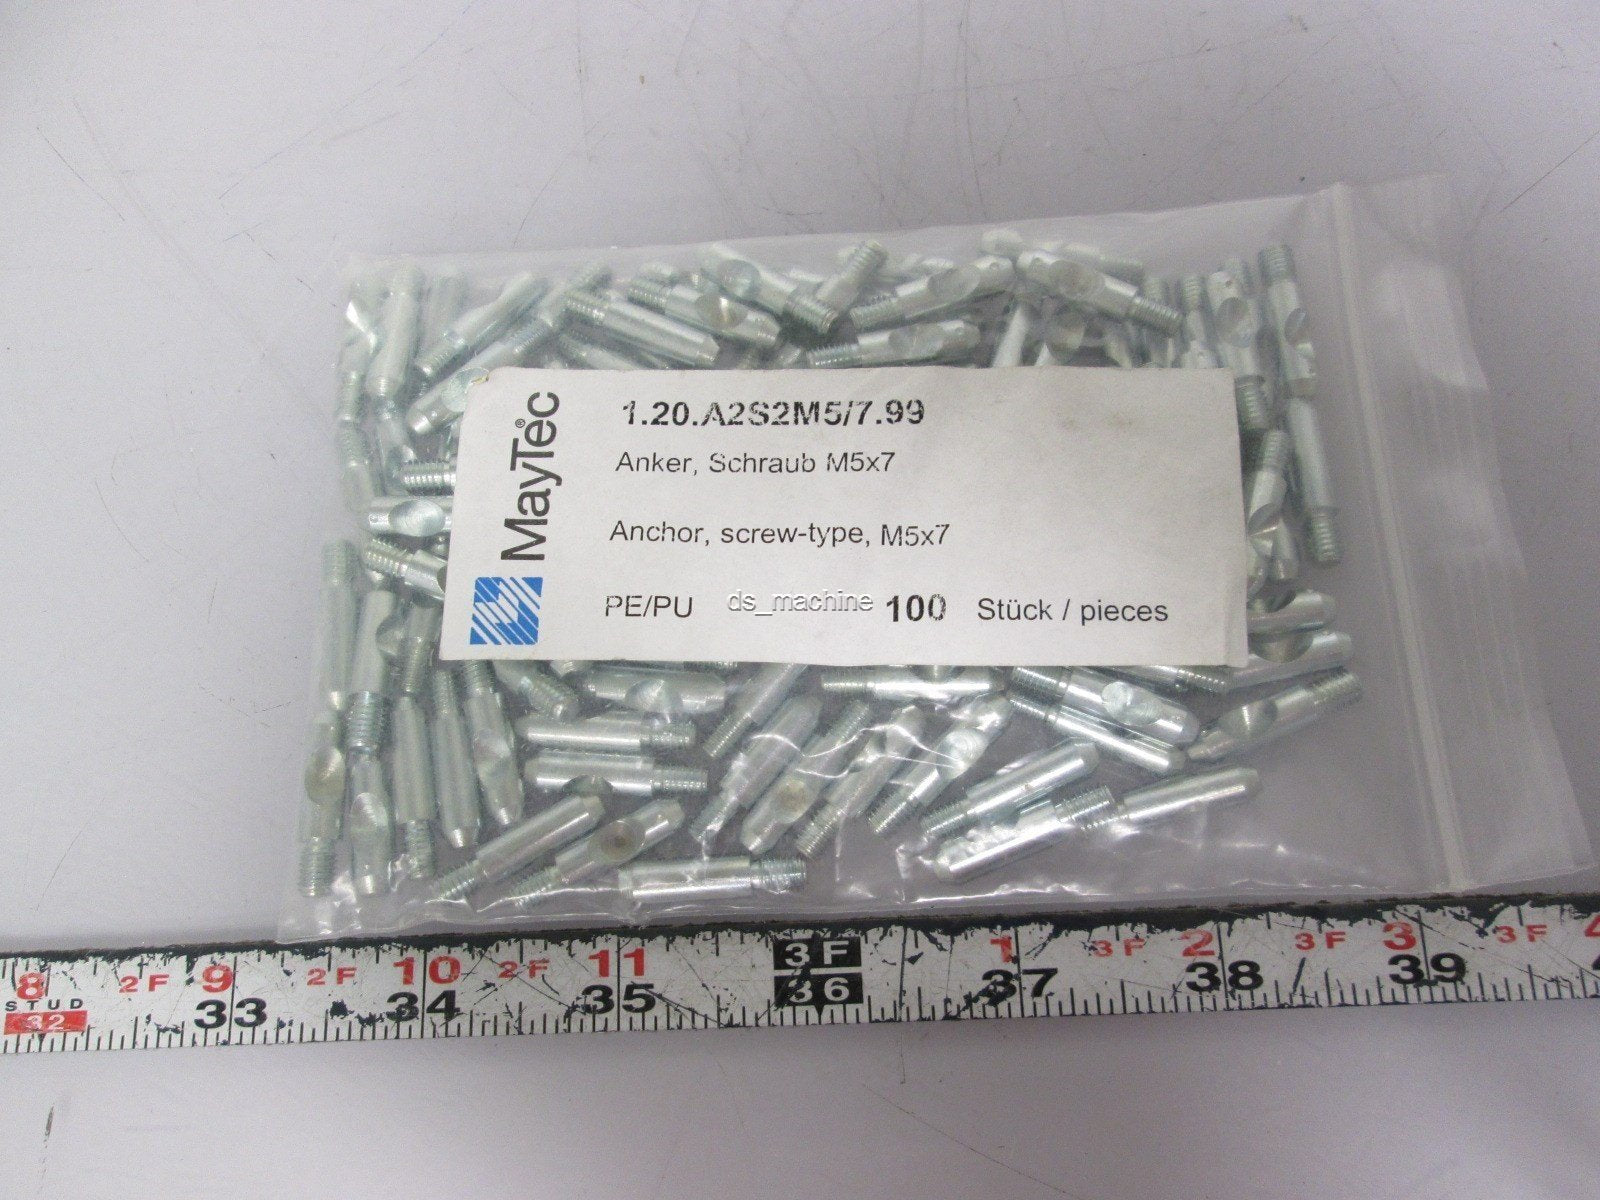 MayTec®
1.20.A2S2M5/7.99
Anker, Schraub M5x7
Anchor, screw-type, M5x7
PE/PU ds_machine 100 Stück / pieces
8 2F 9 2F 10 2F 11 3F 1 3F 2 3F 3 3F 4
STUD
32 33 34 35 36 37 38 39